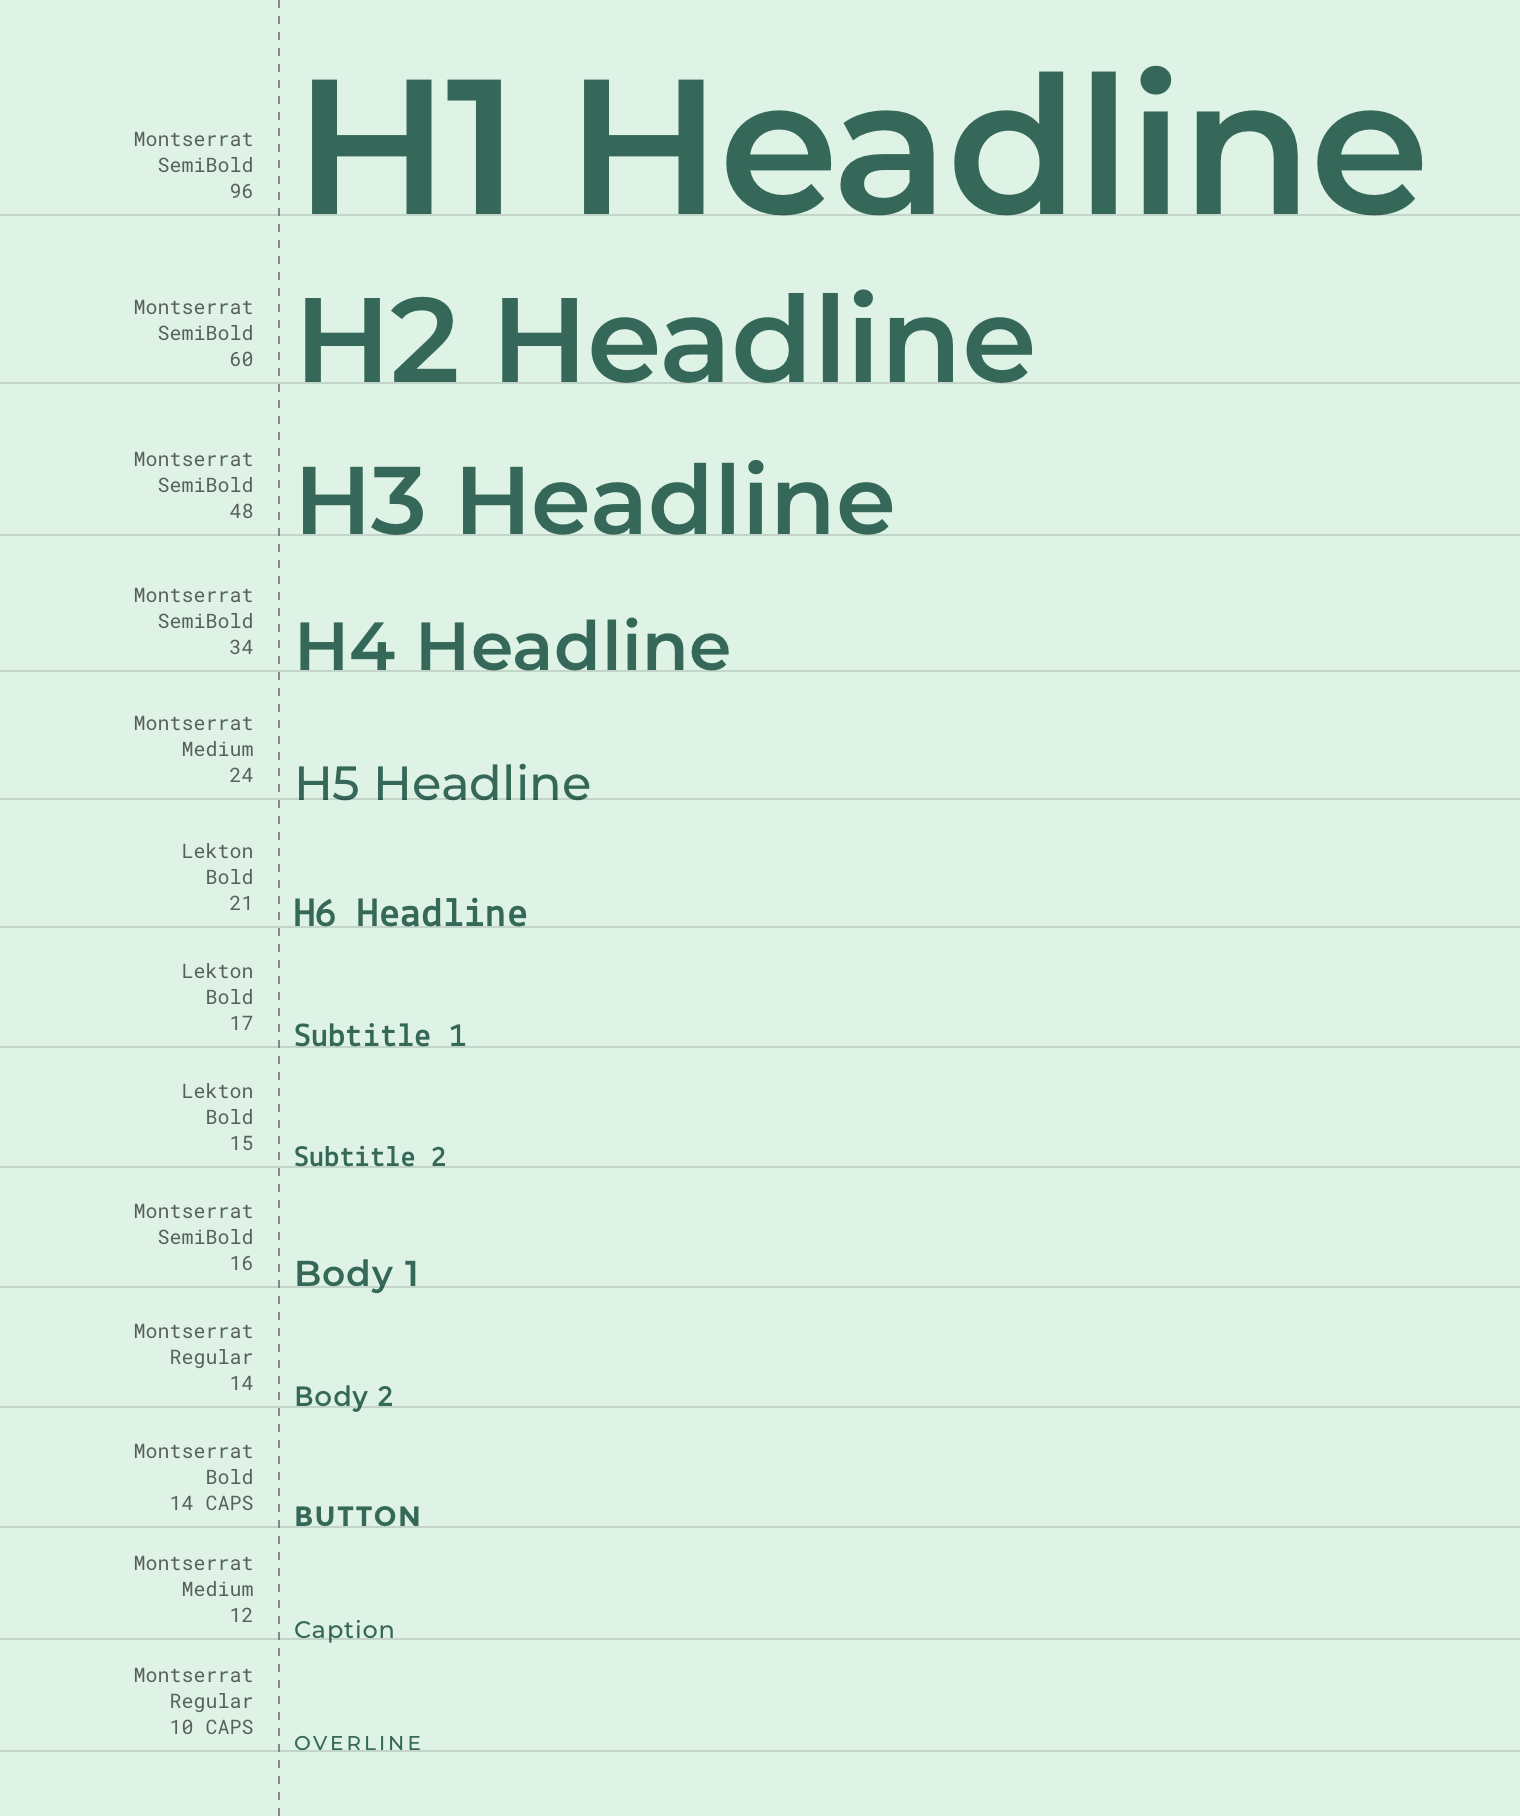 Montserrat
SemiBold
96
H1 Headline
Montserrat
SemiBold
60
H2 Headline
Montserrat
SemiBold
48
H3 Headline
Montserrat
SemiBold
34
H4 Headline
Montserrat
Medium
24
H5 Headline
Lekton
Bold
21
H6 Headline
Lekton
Bold
17
Subtitle 1
Lekton
Bold
15
Subtitle 2
Montserrat
SemiBold
16
Body 1
Montserrat
Regular
14
Body 2
Montserrat
Bold
14 CAPS
BUTTON
Montserrat
Medium
12
Caption
Montserrat
Regular
10 CAPS
OVERLINE